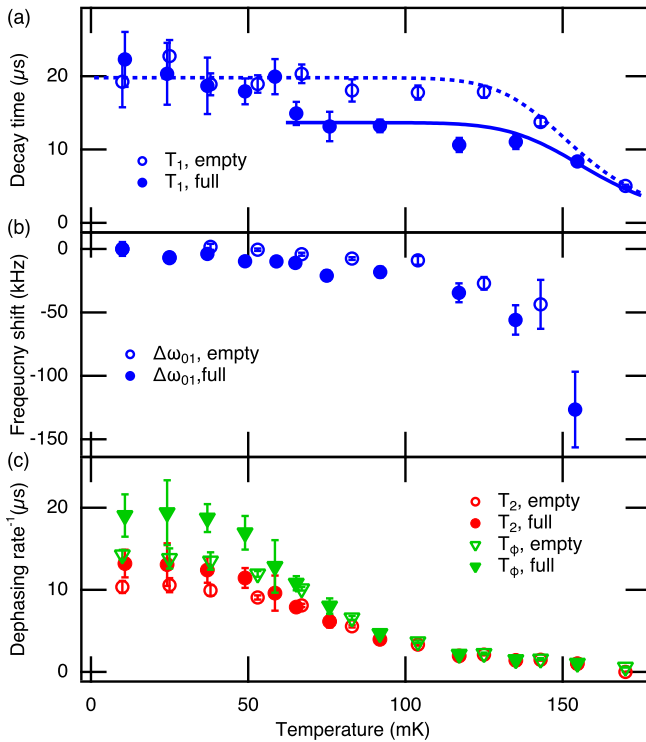 (a)
Decay time (μs)
20
10
0
T₁, empty
T₁, full
(b)
Freqeucny shift (kHz)
0
-50
-100
-150
Δω₀₁, empty
Δω₀₁,full
(c)
Dephasing rate⁻¹(μs)
20
10
0
T₂, empty
T₂, full
Tϕ, empty
Tϕ, full
0 50 100 150
Temperature (mK)